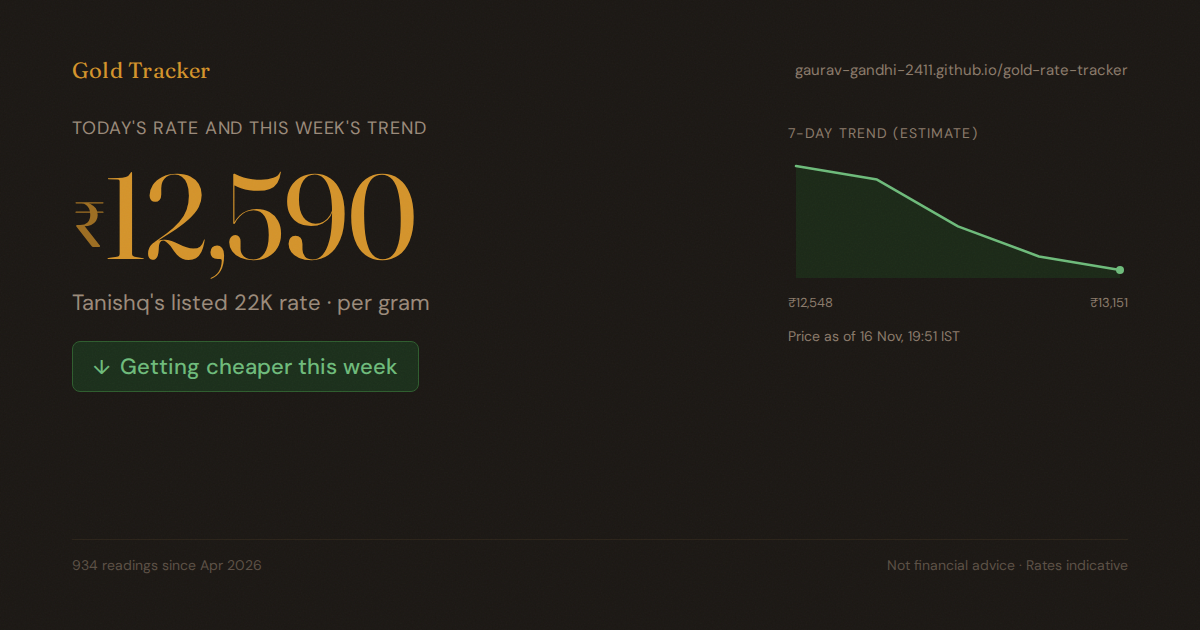 Gold Tracker
gaurav-gandhi-2411.github.io/gold-rate-tracker
TODAY'S RATE AND THIS WEEK'S TREND
₹12,590
Tanishq's listed 22K rate · per gram
↓ Getting cheaper this week
7-DAY TREND (ESTIMATE)
₹12,548 ₹13,151
Price as of 16 Nov, 19:51 IST
934 readings since Apr 2026
Not financial advice · Rates indicative